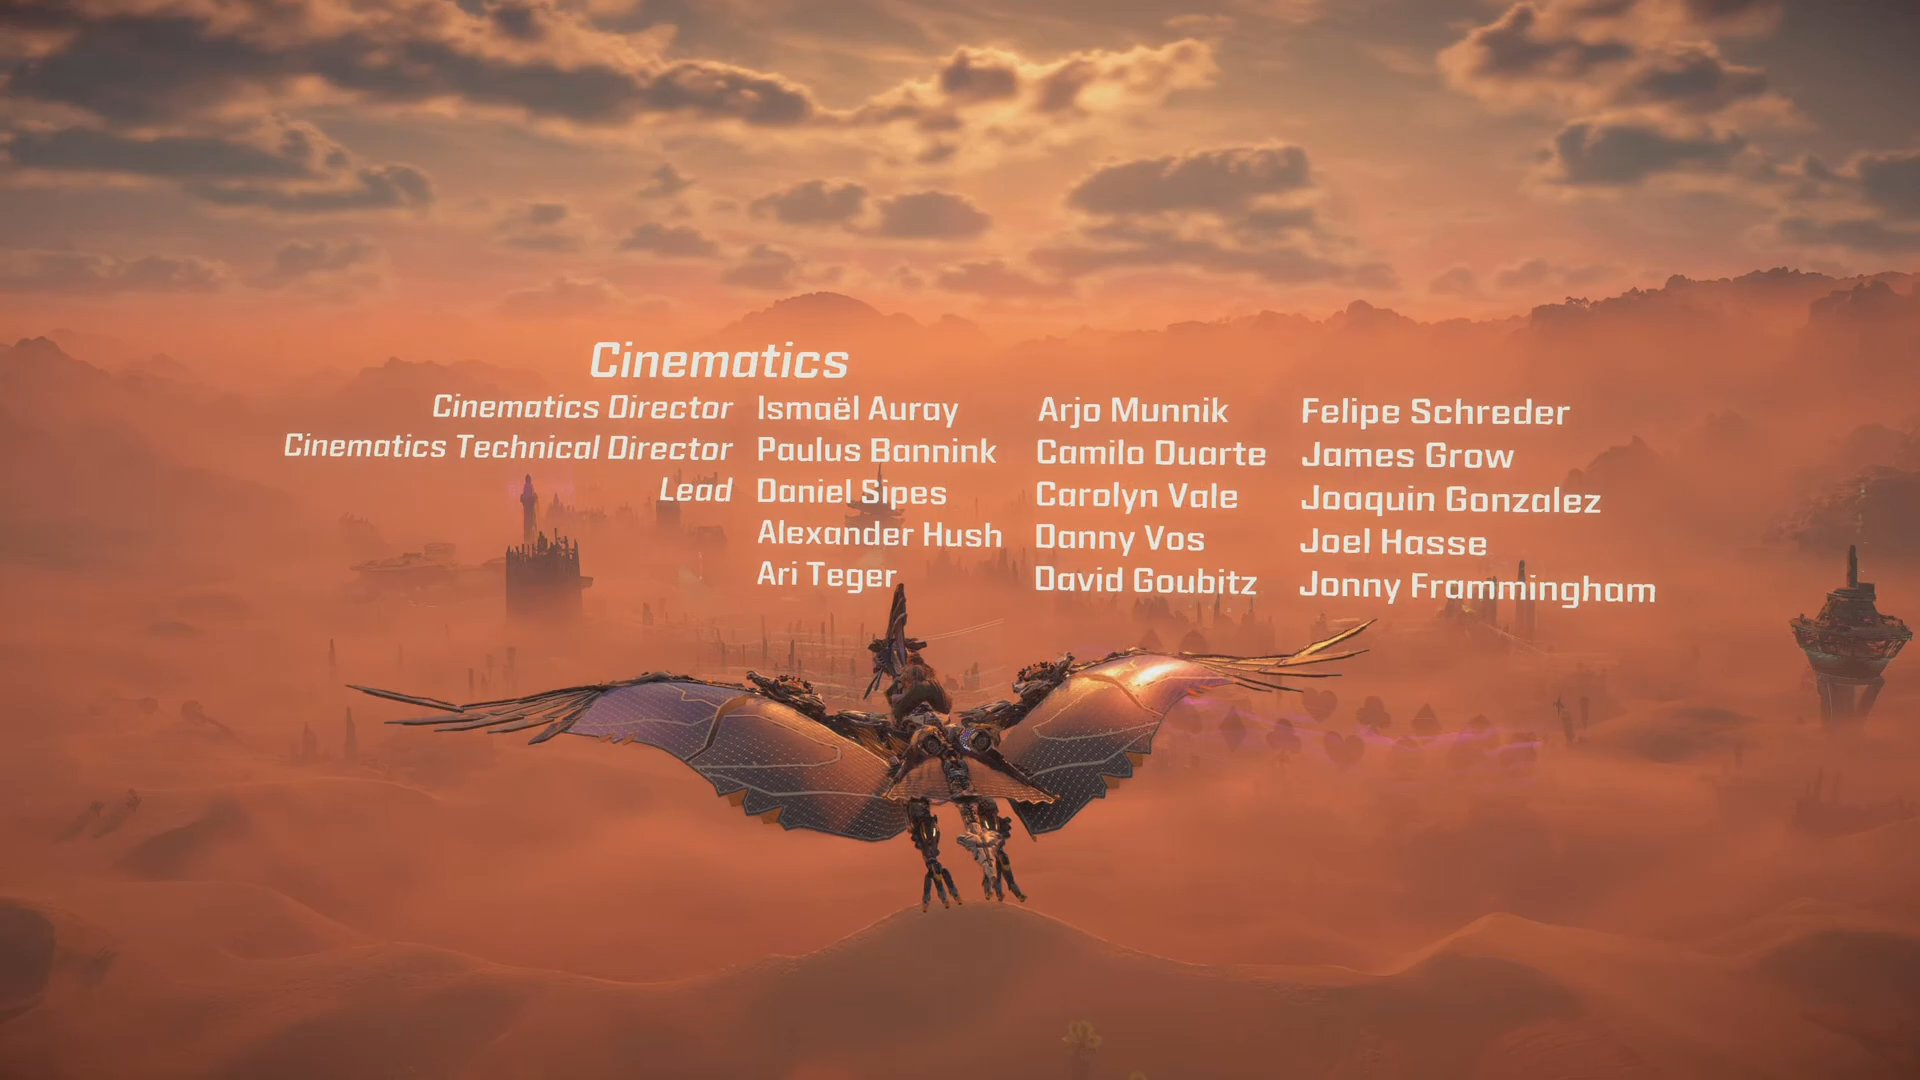 Cinematics
Cinematics Director Ismaël Auray Arjo Munnik Felipe Schreder
Cinematics Technical Director Paulus Bannink Camilo Duarte James Grow
Lead Daniel Sipes Carolyn Vale Joaquin Gonzalez
Alexander Hush Danny Vos Joel Hasse
Ari Teger David Goubitz Jonny Frammingham